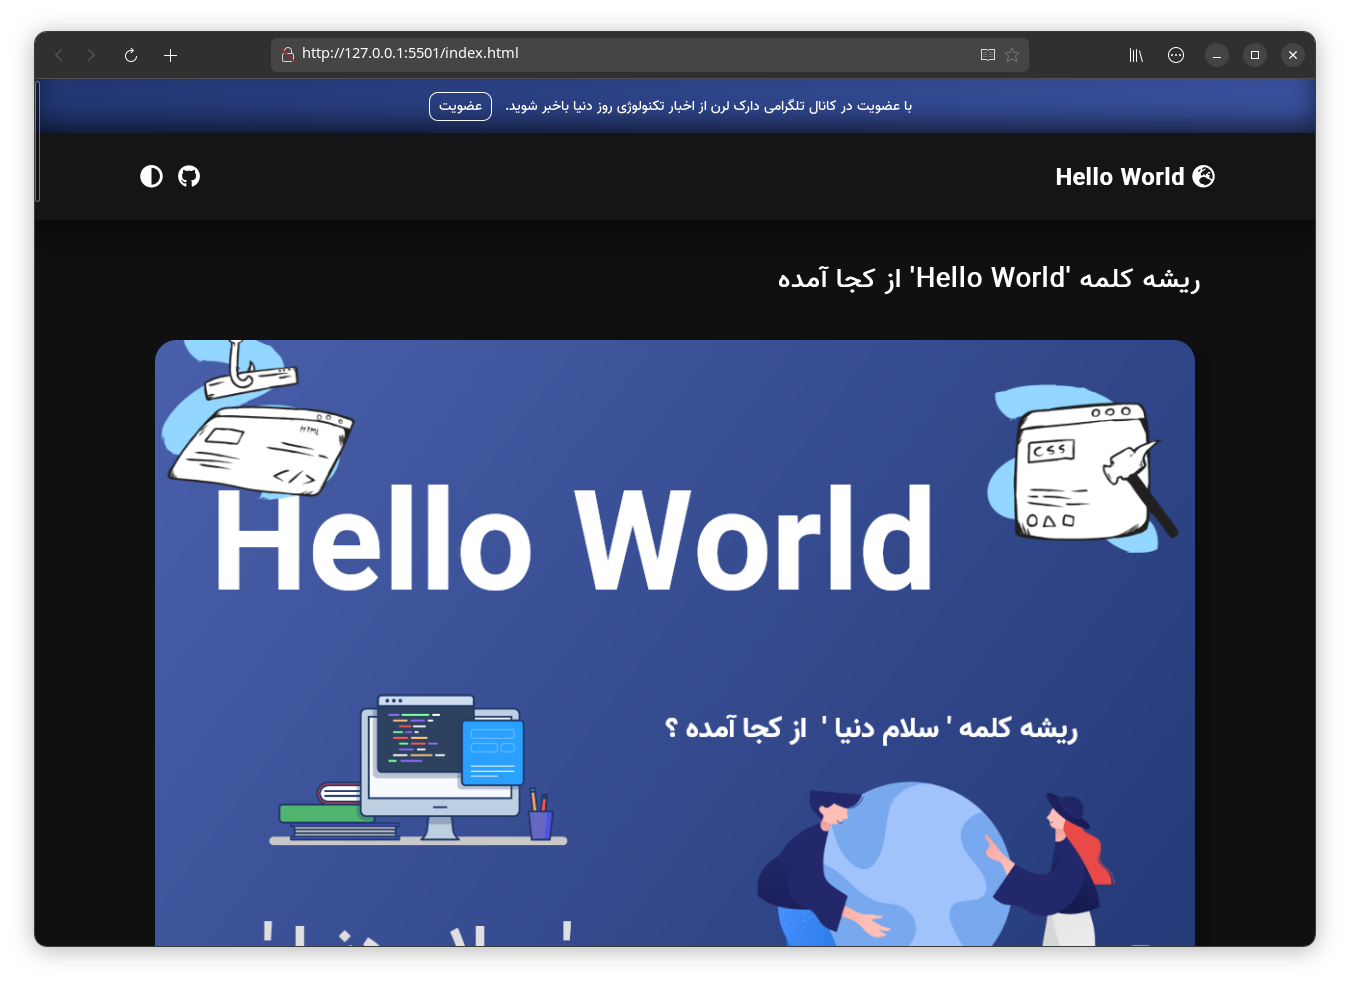 http://127.0.0.1:5501/index.html
با عضویت در کانال تلگرامی دارک لرن از اخبار تکنولوژی روز دنیا باخبر شوید.
عضویت
Hello World
ریشه کلمه 'Hello World' از کجا آمده
HTML
</>
CSS
Hello World
ریشه کلمه ' سلام دنیا ' از کجا آمده ؟